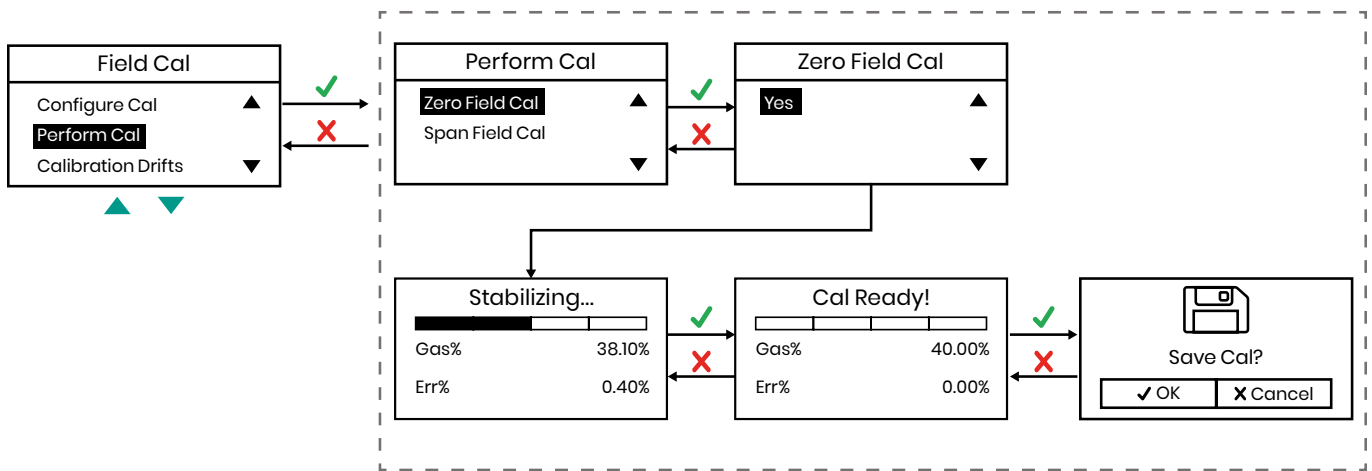 Field Cal
Configure Cal
Perform Cal
Calibration Drifts
Perform Cal
Zero Field Cal
Span Field Cal
Zero Field Cal
Yes
Stabilizing...
Gas% 38.10%
Err% 0.40%
Cal Ready!
Gas% 40.00%
Err% 0.00%
Save Cal?
✓ OK X Cancel